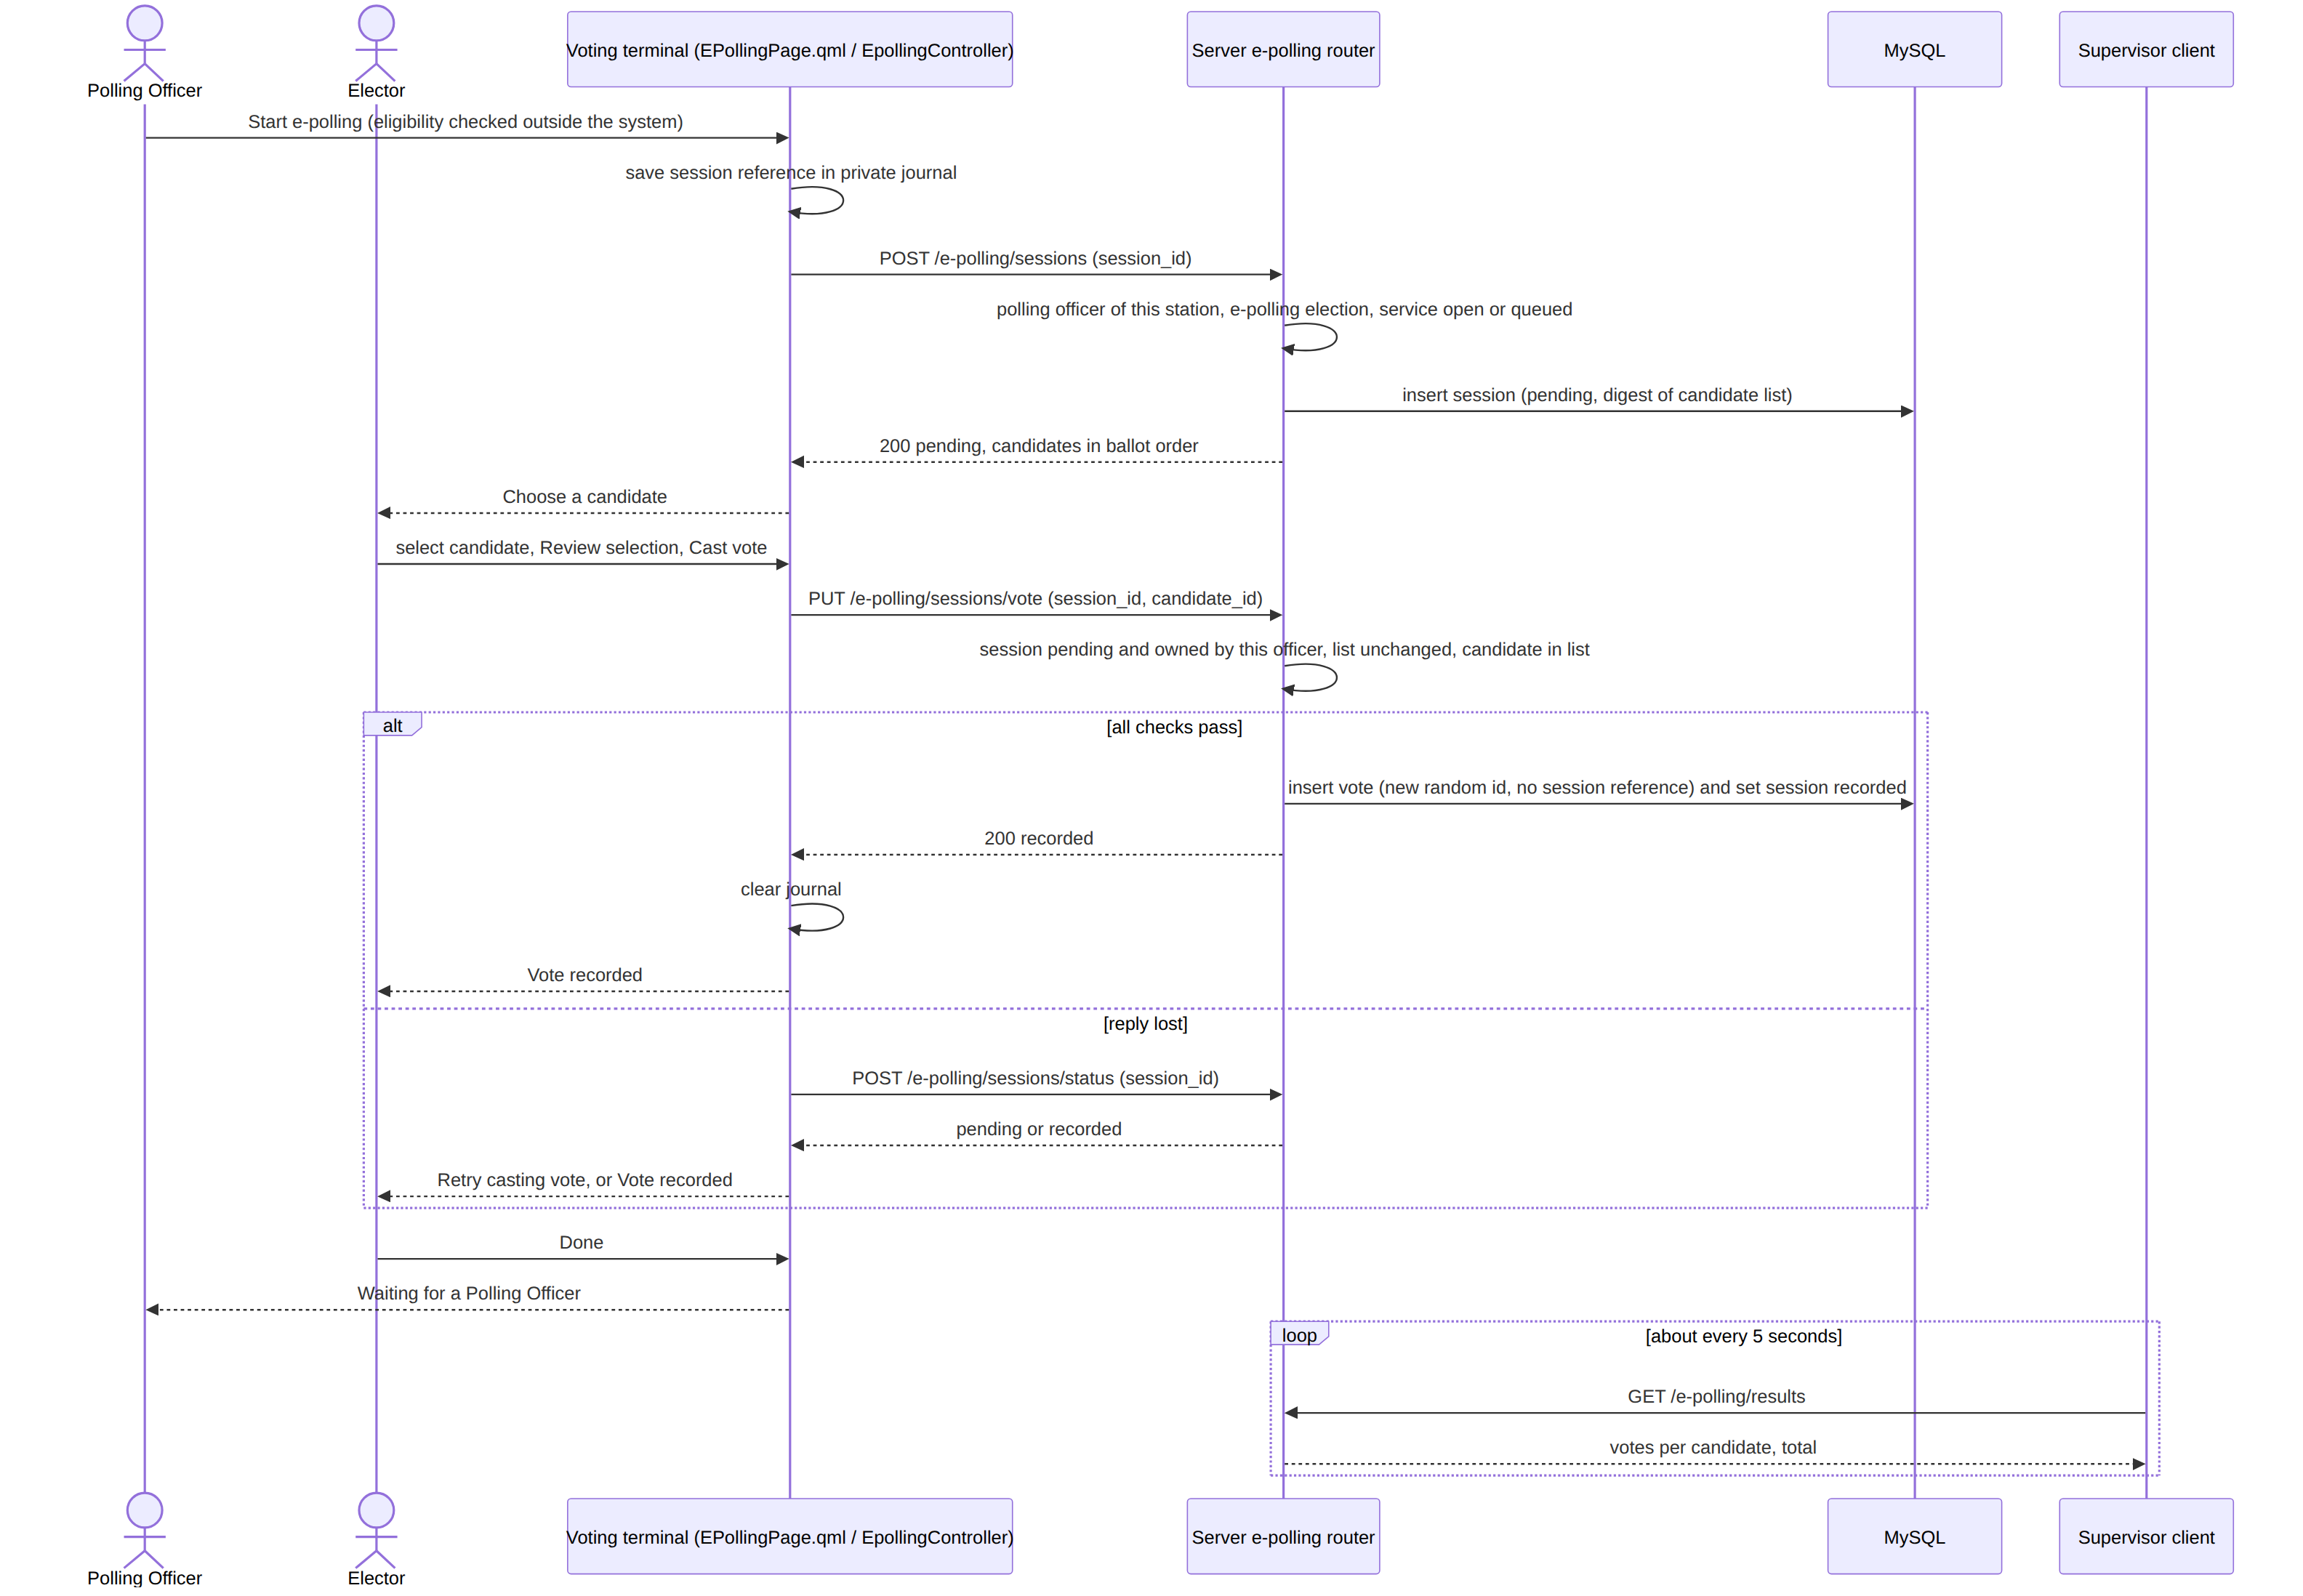 Polling Officer
Elector
Voting terminal (EPollingPage.qml / EpollingController)
Server e-polling router
MySQL
Supervisor client
Start e-polling (eligibility checked outside the system)
save session reference in private journal
POST /e-polling/sessions (session_id)
polling officer of this station, e-polling election, service open or queued
insert session (pending, digest of candidate list)
200 pending, candidates in ballot order
Choose a candidate
select candidate, Review selection, Cast vote
PUT /e-polling/sessions/vote (session_id, candidate_id)
session pending and owned by this officer, list unchanged, candidate in list
alt
[all checks pass]
insert vote (new random id, no session reference) and set session recorded
200 recorded
clear journal
Vote recorded
[reply lost]
POST /e-polling/sessions/status (session_id)
pending or recorded
Retry casting vote, or Vote recorded
Done
Waiting for a Polling Officer
loop
[about every 5 seconds]
GET /e-polling/results
votes per candidate, total
Polling Officer
Elector
Voting terminal (EPollingPage.qml / EpollingController)
Server e-polling router
MySQL
Supervisor client